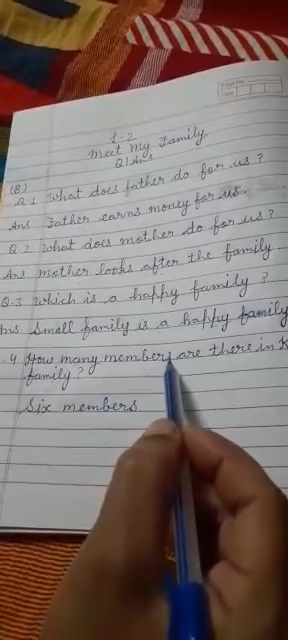 1-2
Meet My Family
Q/Ans
(B)
Q.1 What does father do for us?
Ans Father earns money for us.
Q.2 What does mother do for us?
Ans mother looks after the family.
Q.3 which is a happy family?
Ans Small family is a happy family
4 How many members are there in
family?
Six members